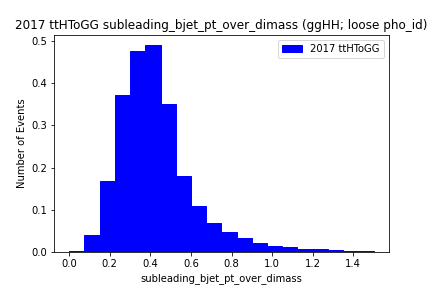 2017 ttHToGG subleading_bjet_pt_over_dimass (ggHH; loose pho_id)
2017 ttHToGG
Number of Events
0.5
0.4
0.3
0.2
0.1
0.0
0.0 0.2 0.4 0.6 0.8 1.0 1.2 1.4
subleading_bjet_pt_over_dimass